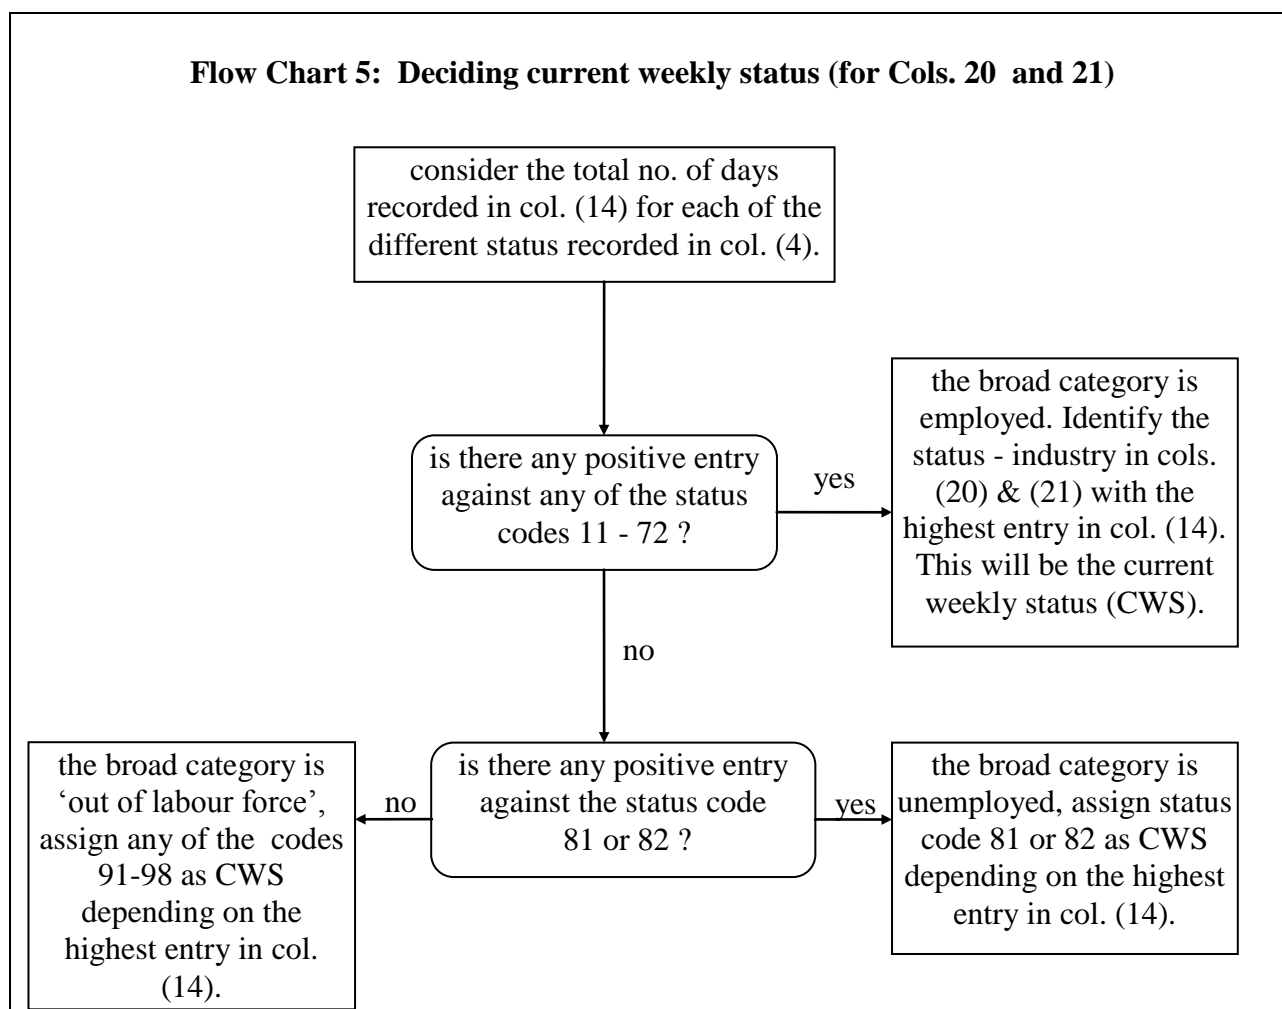 Flow Chart 5:  Deciding current weekly status (for Cols. 20  and 21)
consider the total no. of days
recorded in col. (14) for each of the
different status recorded in col. (4).
the broad category is
employed. Identify the
status - industry in cols.
(20) & (21) with the
highest entry in col. (14).
This will be the current
weekly status (CWS).
is there any positive entry
against any of the status
codes 11 - 72 ?
yes
no
the broad category is
‘out of labour force’,
assign any of the  codes
91-98 as CWS
depending on the
highest entry in col.
(14).
no
is there any positive entry
against the status code
81 or 82 ?
yes
the broad category is
unemployed, assign status
code 81 or 82 as CWS
depending on the highest
entry in col. (14).